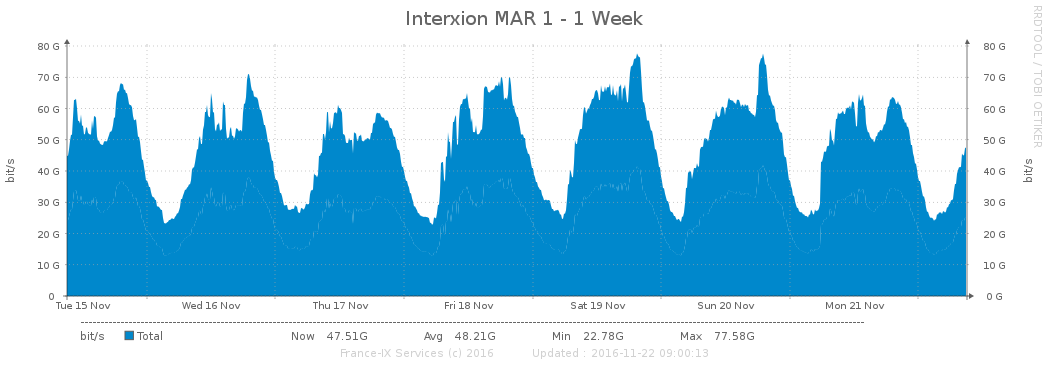 Interxion MAR 1 - 1 Week
RRDTOOL / TOBI OETIKER
bit/s
bit/s
80 G 80 G
70 G 70 G
60 G 60 G
50 G 50 G
40 G 40 G
30 G 30 G
20 G 20 G
10 G 10 G
0 0 G
Tue 15 Nov Wed 16 Nov Thu 17 Nov Fri 18 Nov Sat 19 Nov Sun 20 Nov Mon 21 Nov
bit/s Total Now 47.51G Avg 48.21G Min 22.78G Max 77.58G
France-IX Services (c) 2016 Updated : 2016-11-22 09:00:13